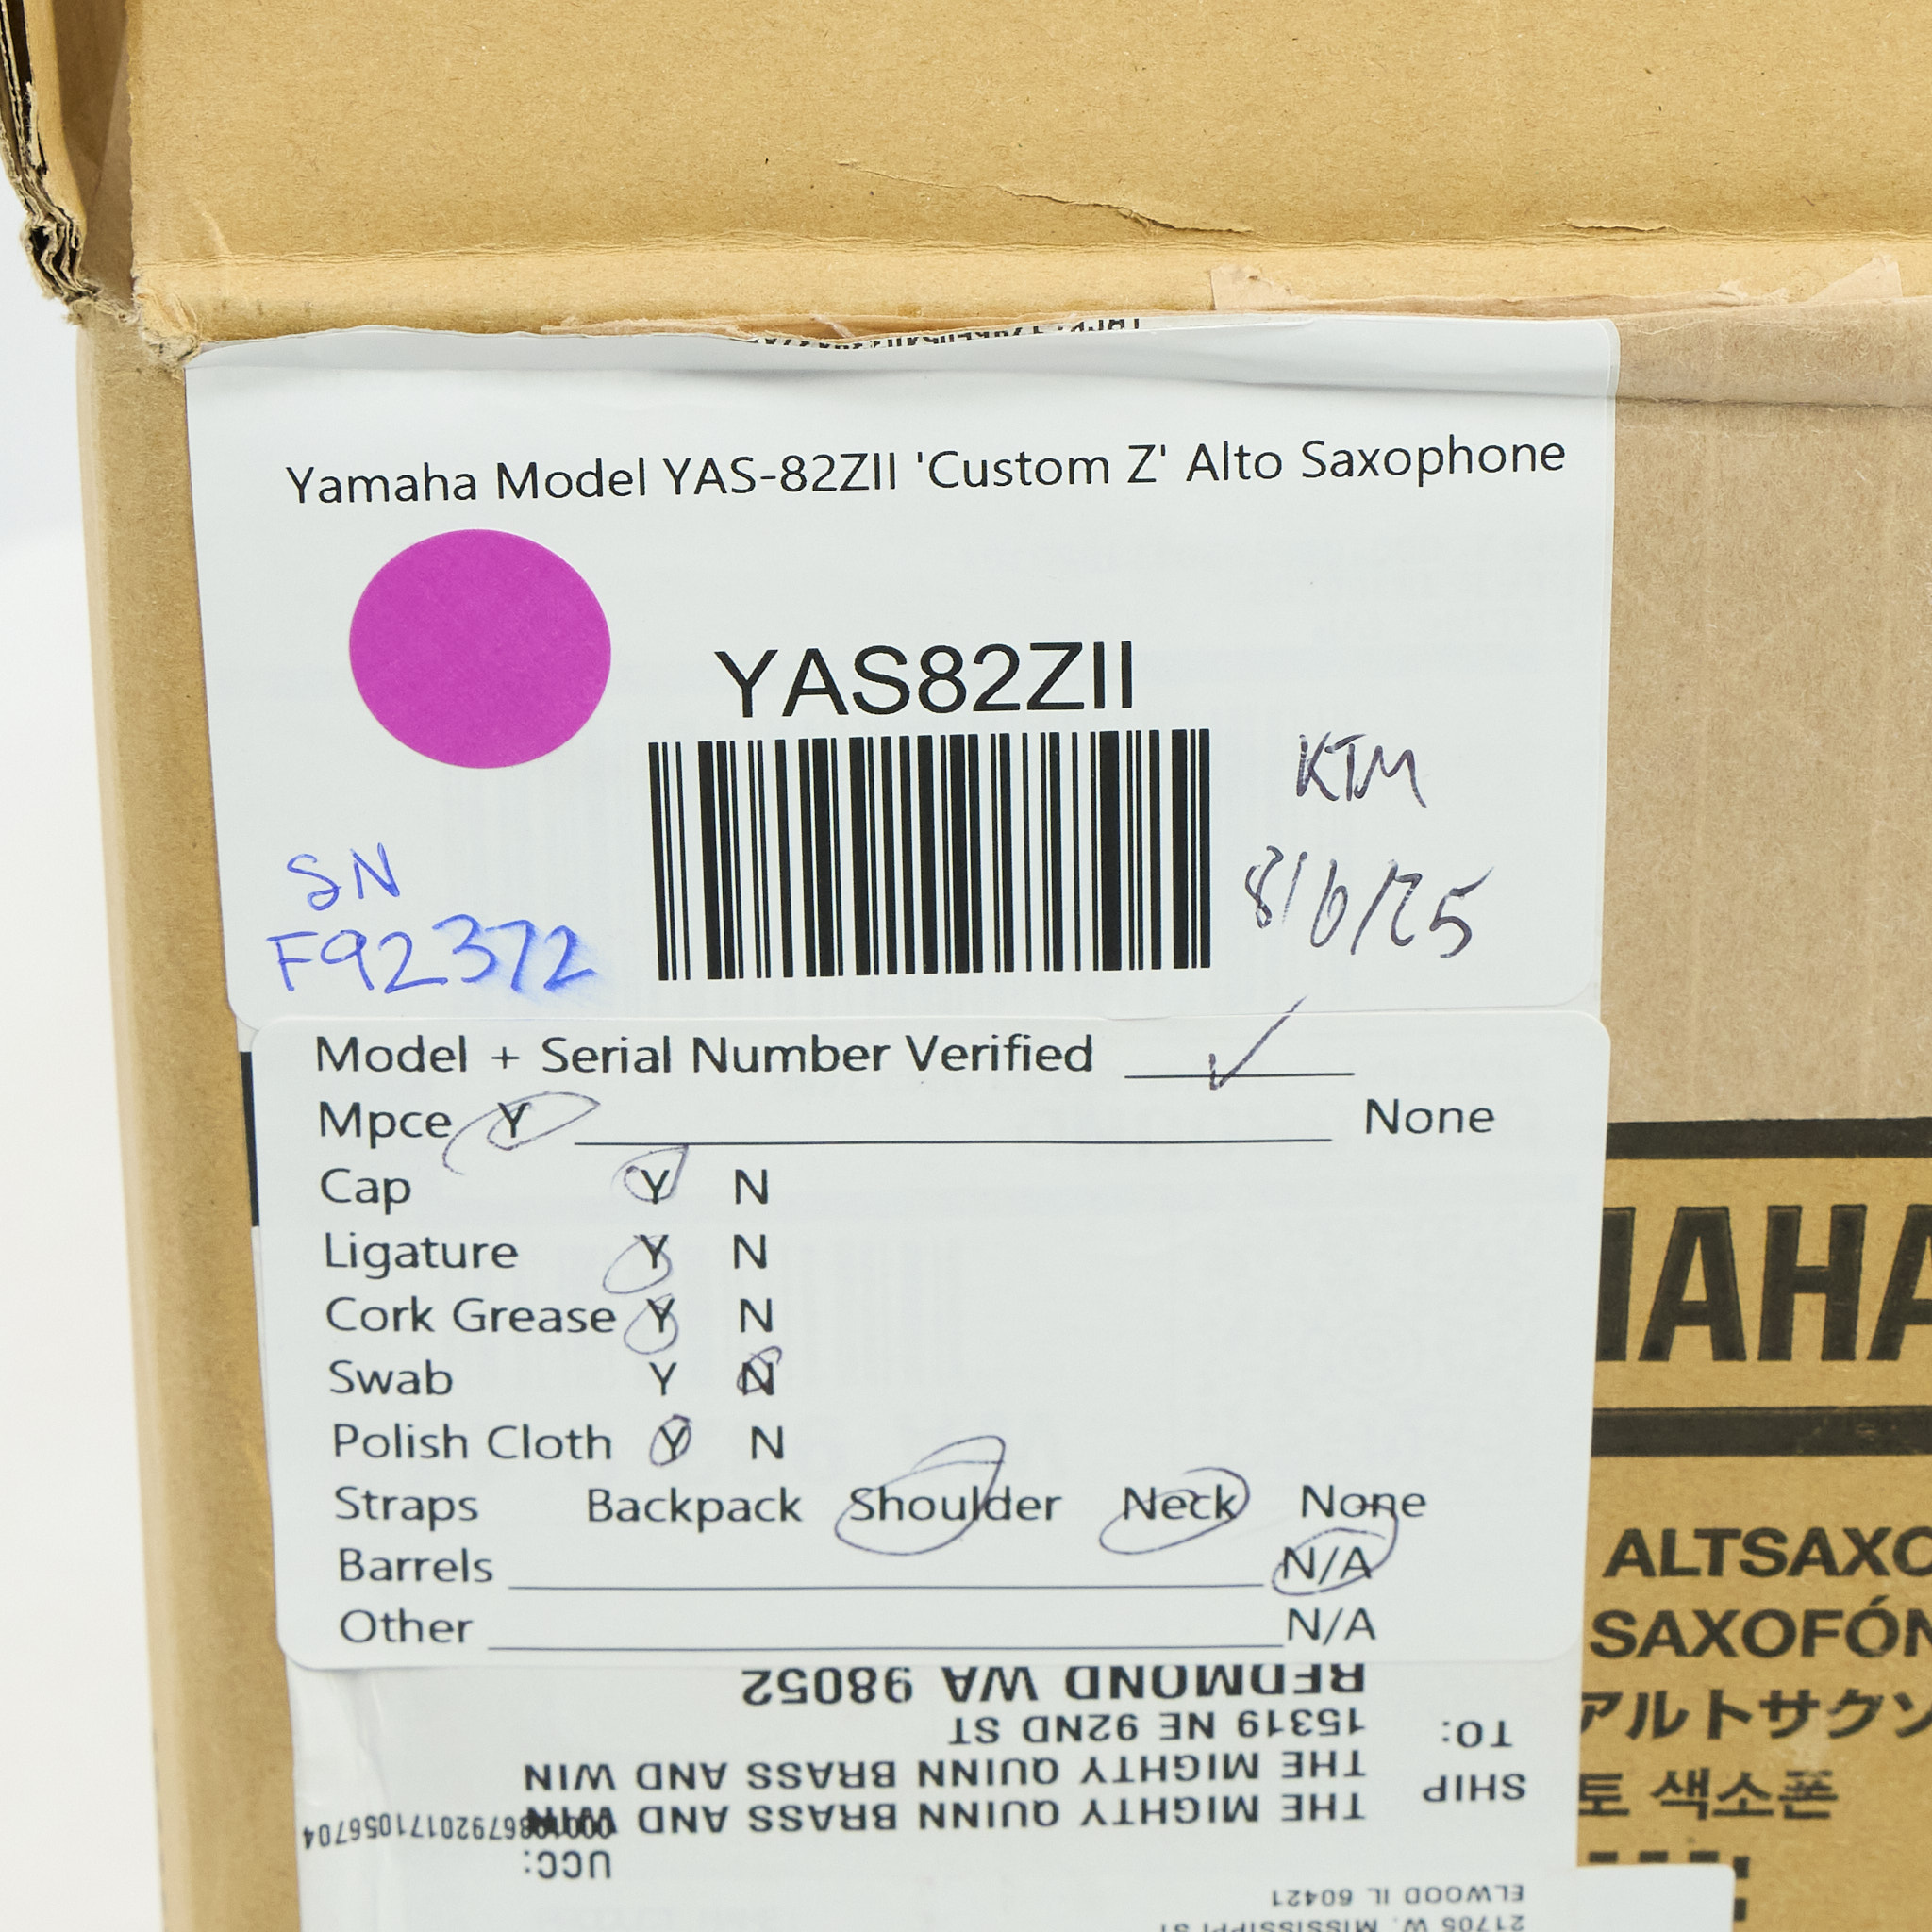 Yamaha Model YAS-82ZII 'Custom Z' Alto Saxophone
YAS82ZII
KTM
8/6/25
SN
F92372
Model + Serial Number Verified ✓
Mpce Y None
Cap Y N
Ligature Y N
Cork Grease Y N
Swab Y N
Polish Cloth Y N
Straps Backpack Shoulder Neck None
Barrels N/A
Other N/A
MAHA
ALTSAXO
SAXOFÓN
アルトサクソ
토 색소폰
21705 W. MISSISSIPPI ST
ELWOOD IL 60421
UCC:
SHIP TO:
THE MIGHTY QUINN BRASS AND WIN
THE MIGHTY QUINN BRASS AND WIN
15319 NE 92ND ST
REDMOND WA 98052